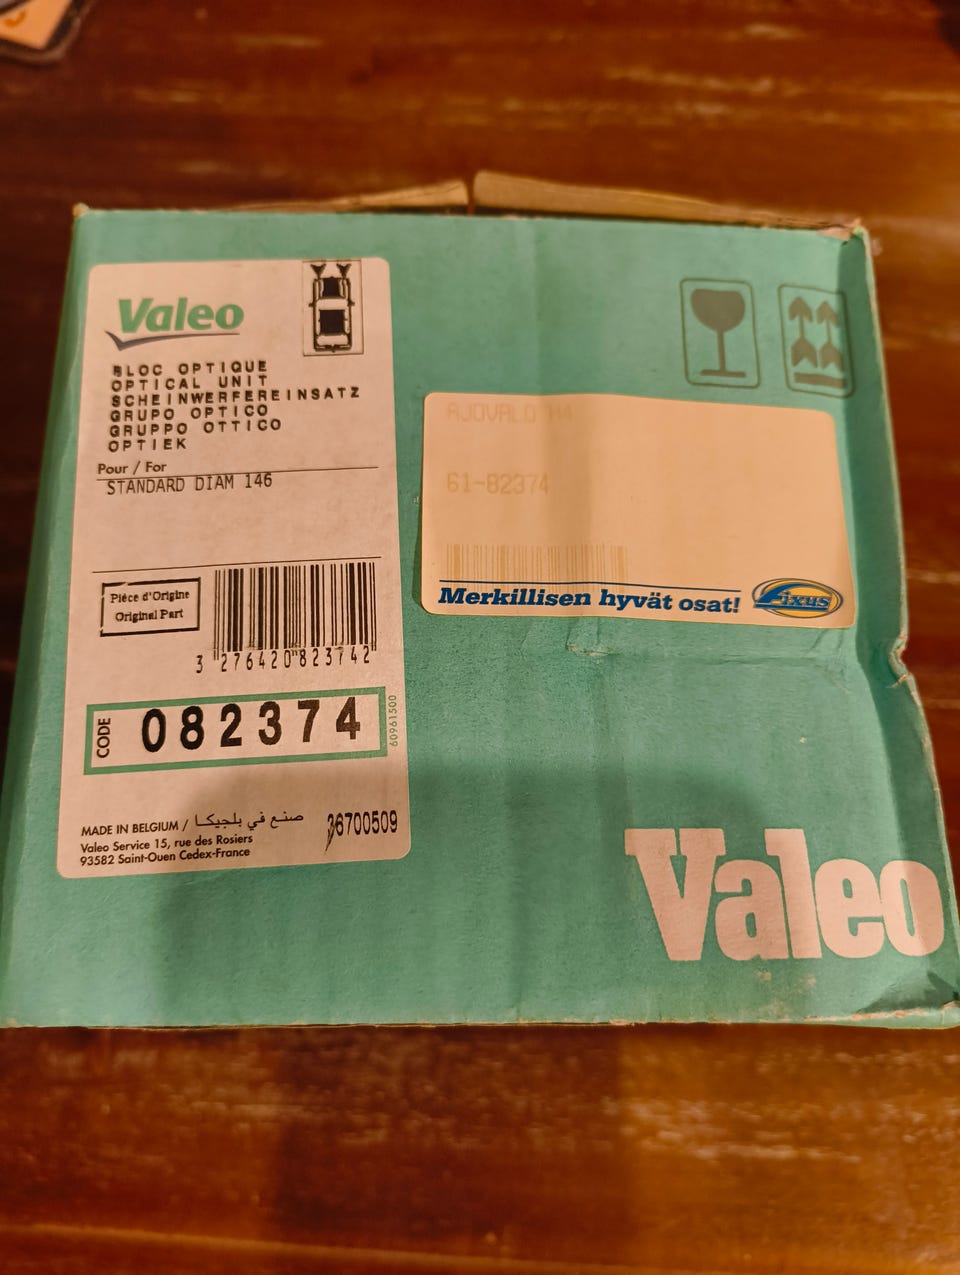 Valeo
BLOC OPTIQUE
OPTICAL UNIT
SCHEINWERFEREINSATZ
GRUPO OPTICO
GRUPPO OTTICO
OPTIEK
Pour / For
STANDARD DIAM 146
Pièce d'Origine
Original Part
3 276420 823742
CODE
082374
60961500
MADE IN BELGIUM / صنع في بلجيكا
Valeo Service 15, rue des Rosiers
93582 Saint-Ouen Cedex-France
36700509
AJOVALO H4
61-82374
Merkillisen hyvät osat!
Fixus
Valeo